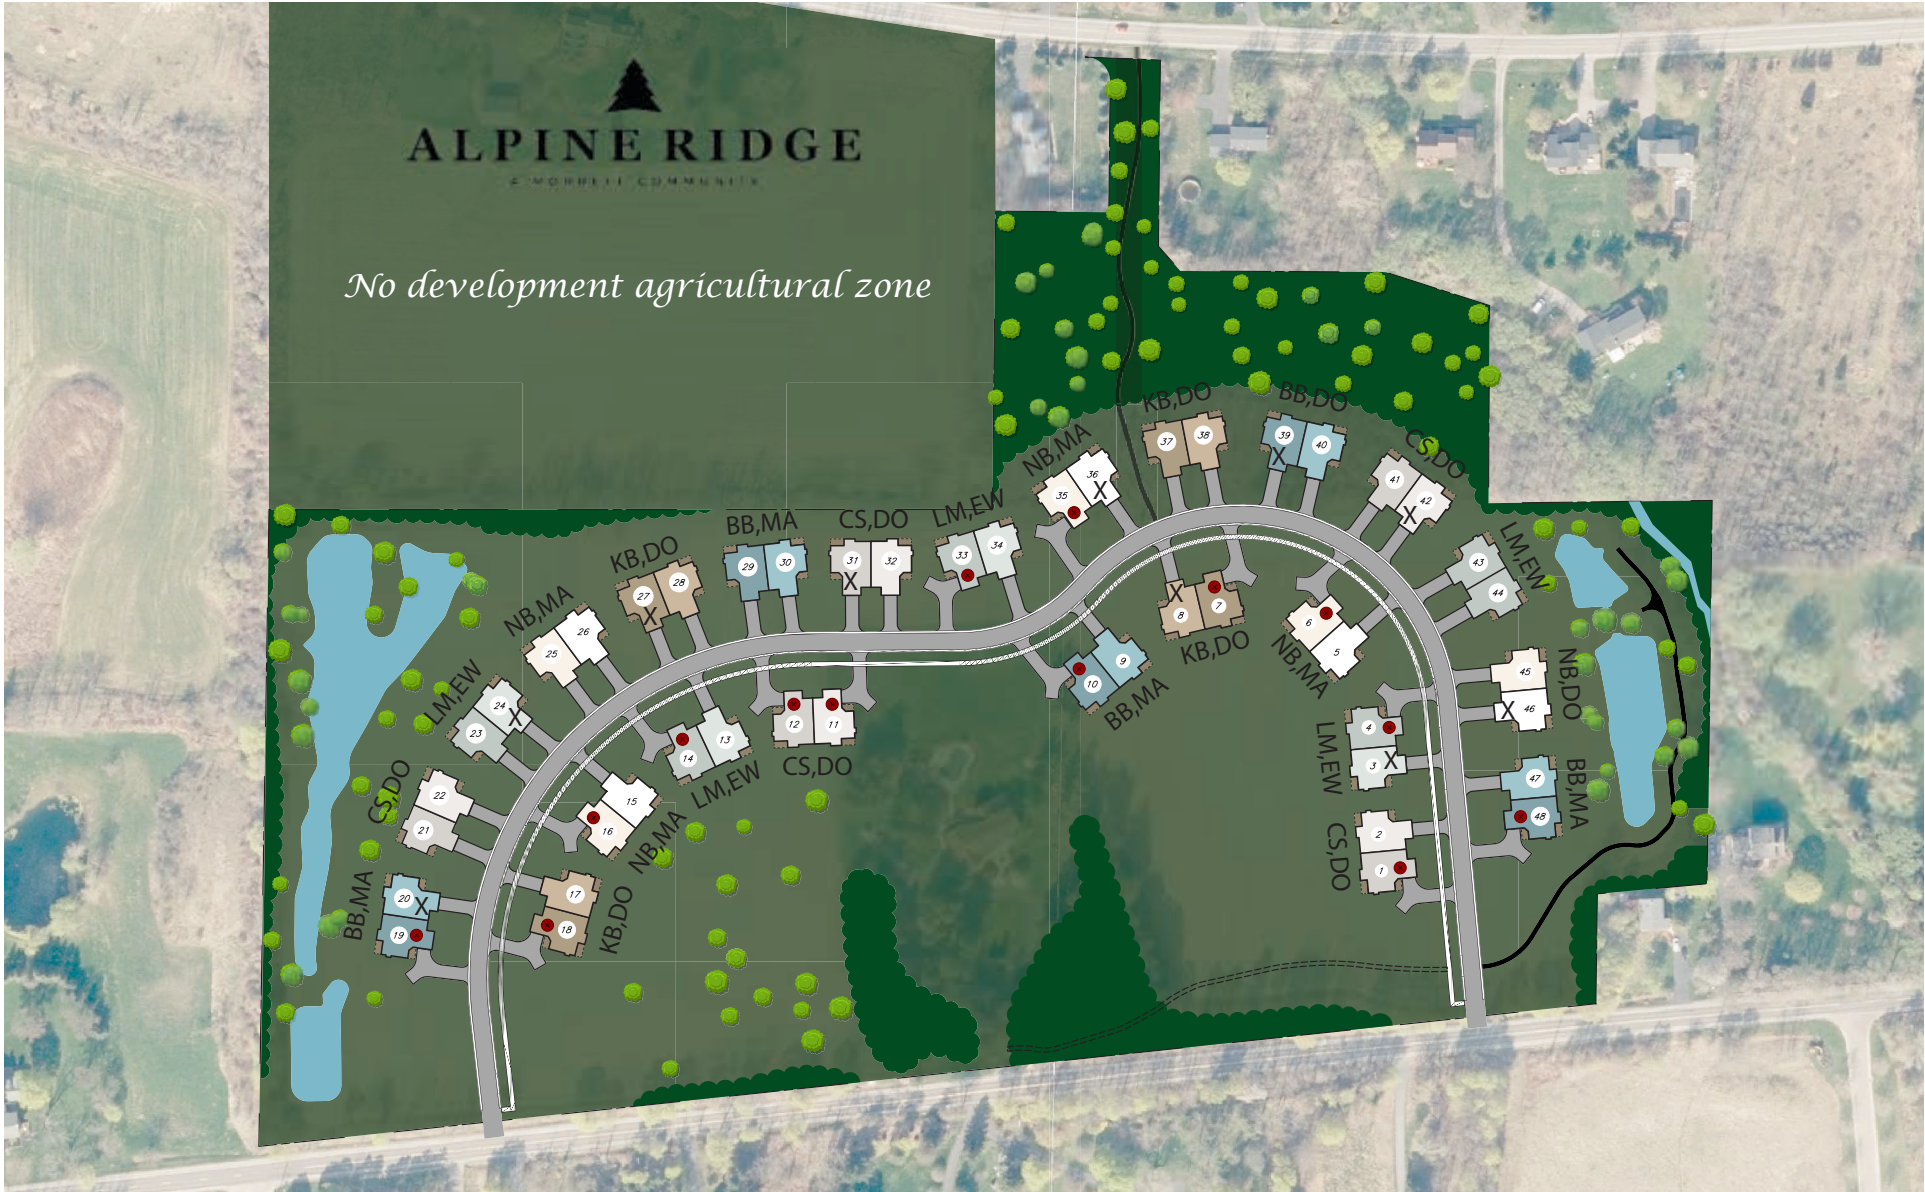 ALPINE RIDGE
A MORRELL COMMUNITY
No development agricultural zone
KB,DO
37
38
BB,DO
39
X
40
CS,DO
41
42
X
NB,MA
35
36
X
LM,EW
33
34
CS,DO
31
X
32
BB,MA
29
30
KB,DO
27
X
28
NB,MA
25
26
LM,EW
23
24
X
CS,DO
21
22
BB,MA
20
X
19
LM,EW
43
44
NB,DO
45
X
46
BB,MA
47
48
X
8
7
KB,DO
6
5
NB,MA
9
10
BB,MA
4
3
X
LM,EW
2
1
CS,DO
12
11
CS,DO
13
14
LM,EW
15
16
NB,MA
17
18
KB,DO